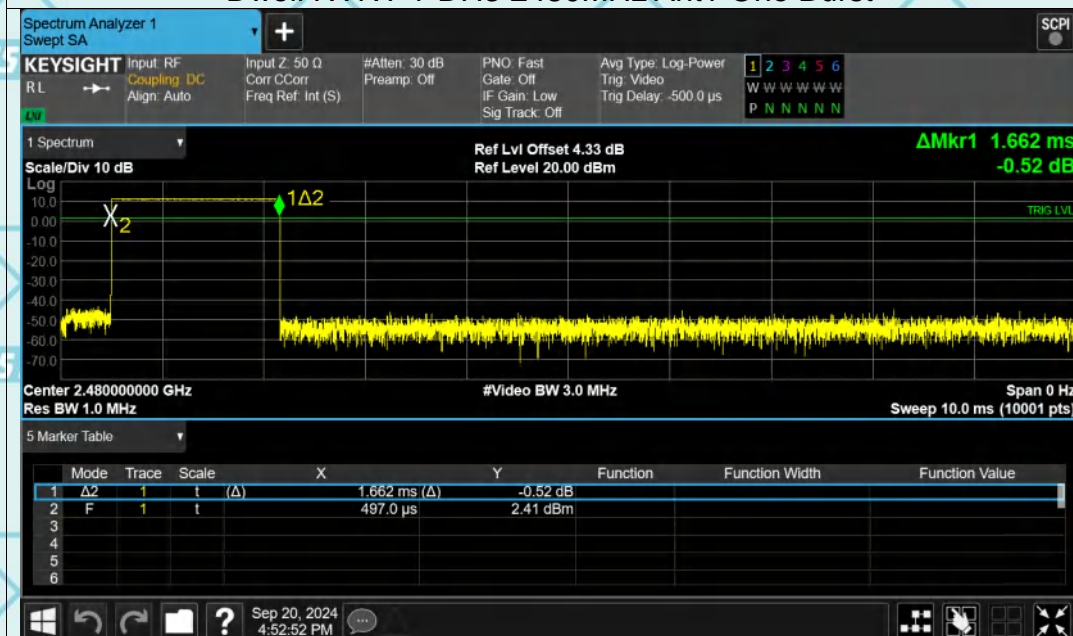 Spectrum Analyzer 1
Swept SA
+
SCPI
KEYSIGHT
RL
LXI
Input: RF
Coupling: DC
Align: Auto
Input Z: 50 Ω
Corr CCorr
Freq Ref: Int (S)
#Atten: 30 dB
Preamp: Off
PNO: Fast
Gate: Off
IF Gain: Low
Sig Track: Off
Avg Type: Log-Power
Trig: Video
Trig Delay: -500.0 µs
1 2 3 4 5 6
W W W W W W
P N N N N N
1 Spectrum
Scale/Div 10 dB
Ref Lvl Offset 4.33 dB
Ref Level 20.00 dBm
ΔMkr1 1.662 ms
-0.52 dB
Log
10.0
0.00
-10.0
-20.0
-30.0
-40.0
-50.0
-60.0
-70.0
1Δ2
X2
TRIG LVL
Center 2.480000000 GHz
#Video BW 3.0 MHz
Span 0 Hz
Res BW 1.0 MHz
Sweep 10.0 ms (10001 pts)
5 Marker Table
Mode Trace Scale X Y Function Function Width Function Value
1 Δ2 1 t (Δ) 1.662 ms (Δ) -0.52 dB
2 F 1 t 497.0 µs 2.41 dBm
3
4
5
6
?
Sep 20, 2024
4:52:52 PM